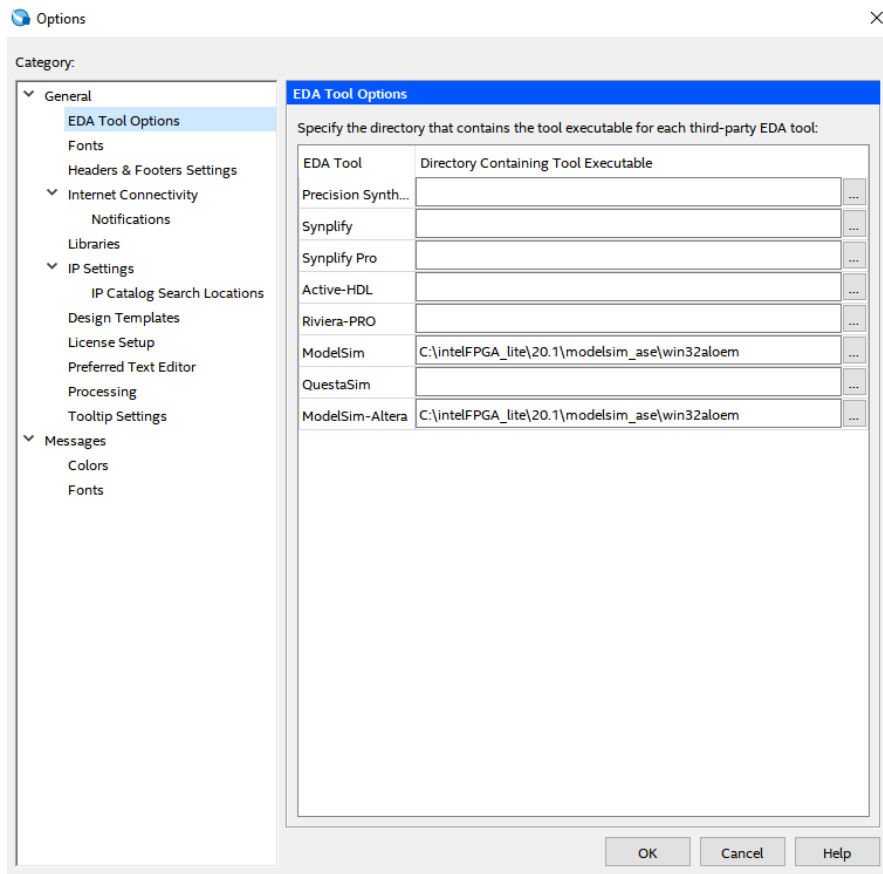 Options
Category:
General
EDA Tool Options
Fonts
Headers & Footers Settings
Internet Connectivity
Notifications
Libraries
IP Settings
IP Catalog Search Locations
Design Templates
License Setup
Preferred Text Editor
Processing
Tooltip Settings
Messages
Colors
Fonts
EDA Tool Options
Specify the directory that contains the tool executable for each third-party EDA tool:
EDA Tool Directory Containing Tool Executable
Precision Synth... ...
Synplify ...
Synplify Pro ...
Active-HDL ...
Riviera-PRO ...
ModelSim C:\intelFPGA_lite\20.1\modelsim_ase\win32aloem ...
QuestaSim ...
ModelSim-Altera C:\intelFPGA_lite\20.1\modelsim_ase\win32aloem ...
OK Cancel Help